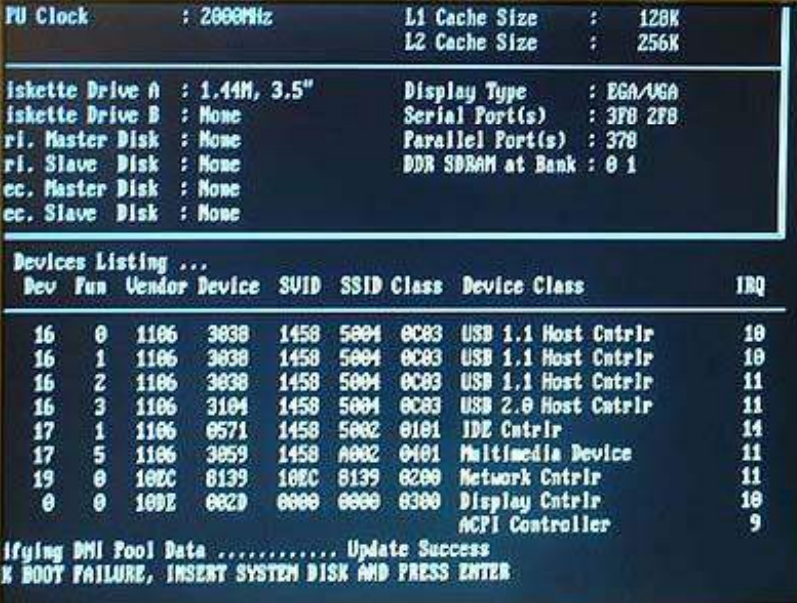 PU Clock : 2000MHz L1 Cache Size : 128K
L2 Cache Size : 256K
iskette Drive A : 1.44M, 3.5" Display Type : EGA/VGA
iskette Drive B : None Serial Port(s) : 3F8 2F8
ri. Master Disk : None Parallel Port(s) : 378
ri. Slave Disk : None DDR SDRAM at Bank : 0 1
ec. Master Disk : None
ec. Slave Disk : None
Devices Listing ...
Dev Fun Vendor Device SVID SSID Class Device Class IRQ
16 0 1106 3038 1458 5004 0C03 USB 1.1 Host Cntrlr 10
16 1 1106 3038 1458 5004 0C03 USB 1.1 Host Cntrlr 10
16 2 1106 3038 1458 5004 0C03 USB 1.1 Host Cntrlr 11
16 3 1106 3104 1458 5004 0C03 USB 2.0 Host Cntrlr 11
17 1 1106 0571 1458 5002 0101 IDE Cntrlr 14
17 5 1106 3059 1458 A002 0401 Multimedia Device 11
19 0 10EC 8139 10EC 8139 0200 Network Cntrlr 11
0 0 10DE 002D 0000 0000 0300 Display Cntrlr 10
ACPI Controller 9
ifying DMI Pool Data ............ Update Success
K BOOT FAILURE, INSERT SYSTEM DISK AND PRESS ENTER